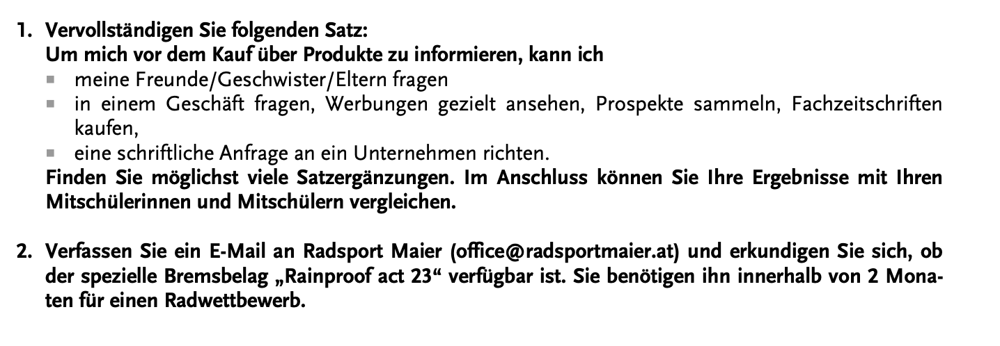 1. Vervollständigen Sie folgenden Satz:
Um mich vor dem Kauf über Produkte zu informieren, kann ich
▪ meine Freunde/Geschwister/Eltern fragen
▪ in einem Geschäft fragen, Werbungen gezielt ansehen, Prospekte sammeln, Fachzeitschriften
kaufen,
▪ eine schriftliche Anfrage an ein Unternehmen richten.
Finden Sie möglichst viele Satzergänzungen. Im Anschluss können Sie Ihre Ergebnisse mit Ihren
Mitschülerinnen und Mitschülern vergleichen.
2. Verfassen Sie ein E-Mail an Radsport Maier (office@radsportmaier.at) und erkundigen Sie sich, ob
der spezielle Bremsbelag „Rainproof act 23“ verfügbar ist. Sie benötigen ihn innerhalb von 2 Mona-
ten für einen Radwettbewerb.